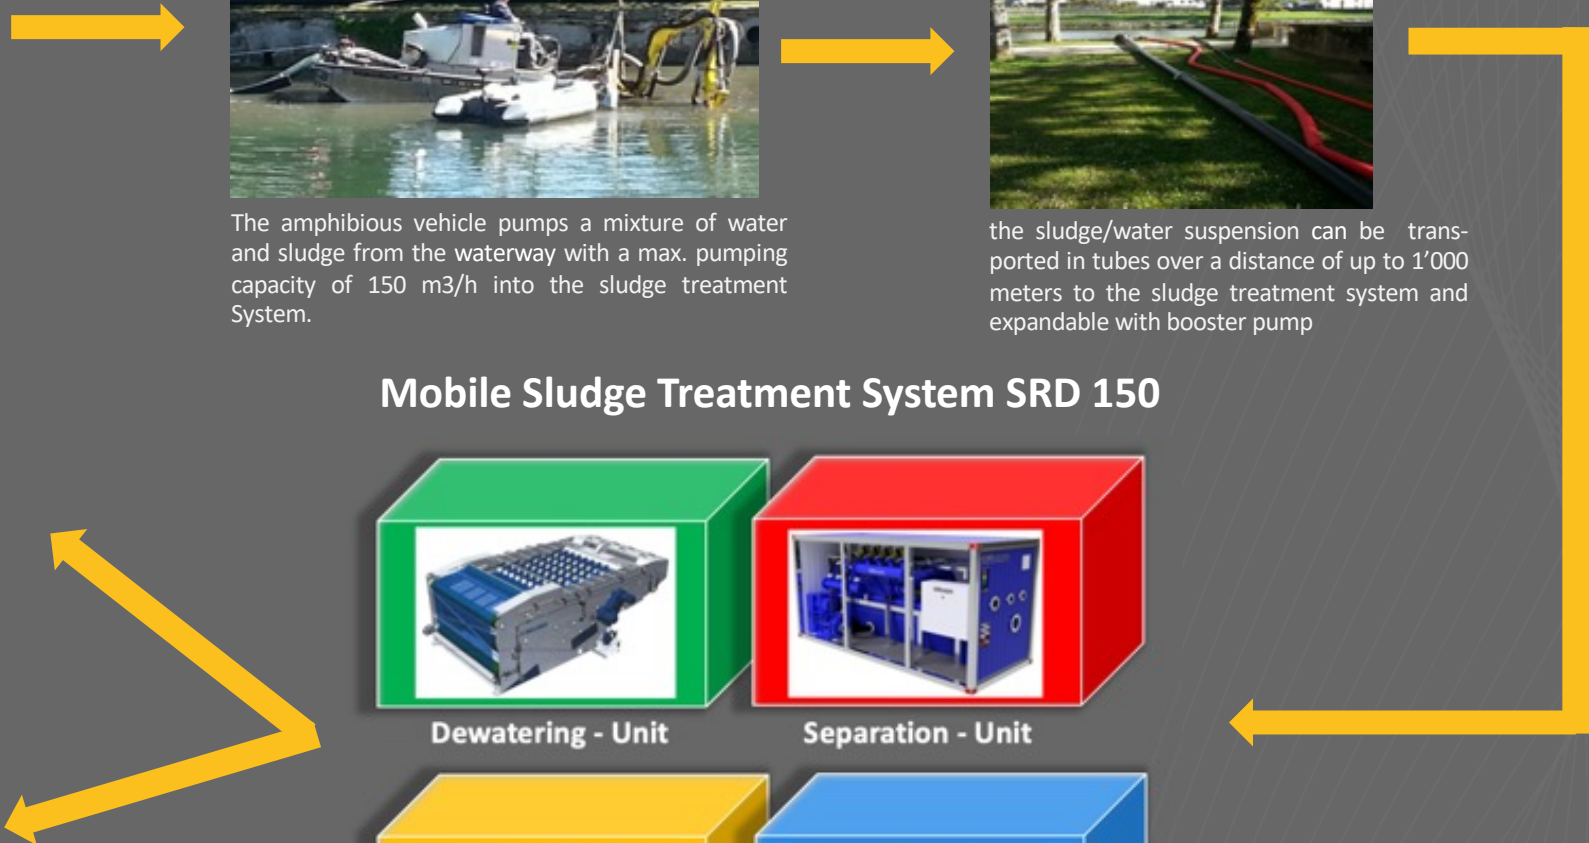 The amphibious vehicle pumps a mixture of water
and sludge from the waterway with a max. pumping
capacity of 150 m3/h into the sludge treatment
System.
the sludge/water suspension can be trans-
ported in tubes over a distance of up to 1’000
meters to the sludge treatment system and
expandable with booster pump
Mobile Sludge Treatment System SRD 150
Dewatering - Unit
Separation - Unit